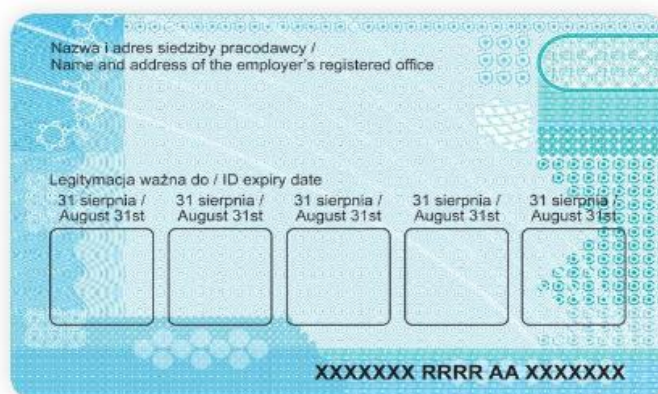 Nazwa i adres siedziby pracodawcy /
Name and address of the employer's registered office
Legitymacja ważna do / ID expiry date
31 sierpnia / 31 sierpnia / 31 sierpnia / 31 sierpnia / 31 sierpnia /
August 31st August 31st August 31st August 31st August 31st
XXXXXXX RRRR AA XXXXXXX